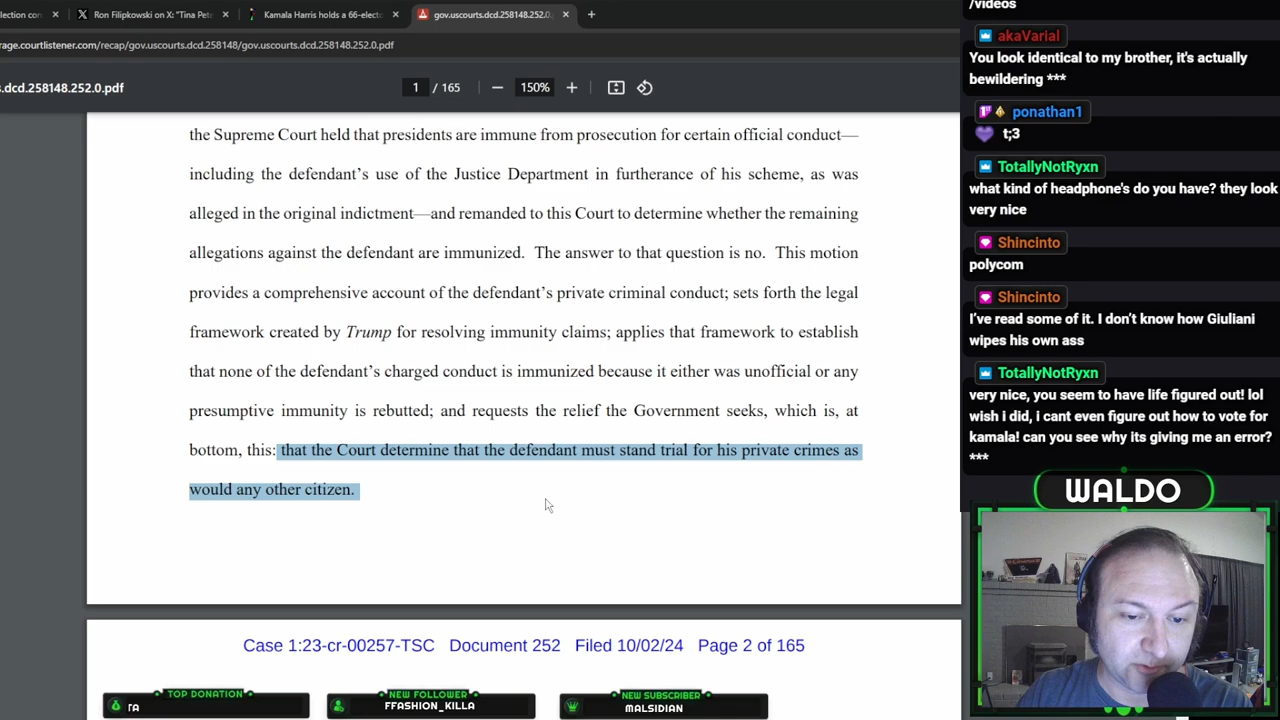 lection con
Ron Filipkowski on X: "Tina Pete
Kamala Harris holds a 66-electo
gov.uscourts.dcd.258148.252.0.
rage.courtlistener.com/recap/gov.uscourts.dcd.258148/gov.uscourts.dcd.258148.252.0.pdf
s.dcd.258148.252.0.pdf
1 / 165
150%
the Supreme Court held that presidents are immune from prosecution for certain official conduct—
including the defendant's use of the Justice Department in furtherance of his scheme, as was
alleged in the original indictment—and remanded to this Court to determine whether the remaining
allegations against the defendant are immunized. The answer to that question is no. This motion
provides a comprehensive account of the defendant's private criminal conduct; sets forth the legal
framework created by Trump for resolving immunity claims; applies that framework to establish
that none of the defendant's charged conduct is immunized because it either was unofficial or any
presumptive immunity is rebutted; and requests the relief the Government seeks, which is, at
bottom, this: that the Court determine that the defendant must stand trial for his private crimes as
would any other citizen.
Case 1:23-cr-00257-TSC Document 252 Filed 10/02/24 Page 2 of 165
TOP DONATION
TA
NEW FOLLOWER
FFASHION_KILLA
NEW SUBSCRIBER
MALSIDIAN
/videos
akaVarial
You look identical to my brother, it's actually
bewildering ***
ponathan1
t;3
TotallyNotRyxn
what kind of headphone's do you have? they look
very nice
Shincinto
polycom
Shincinto
I've read some of it. I don't know how Giuliani
wipes his own ass
TotallyNotRyxn
very nice, you seem to have life figured out! lol
wish i did, i cant even figure out how to vote for
kamala! can you see why its giving me an error?
***
WALDO